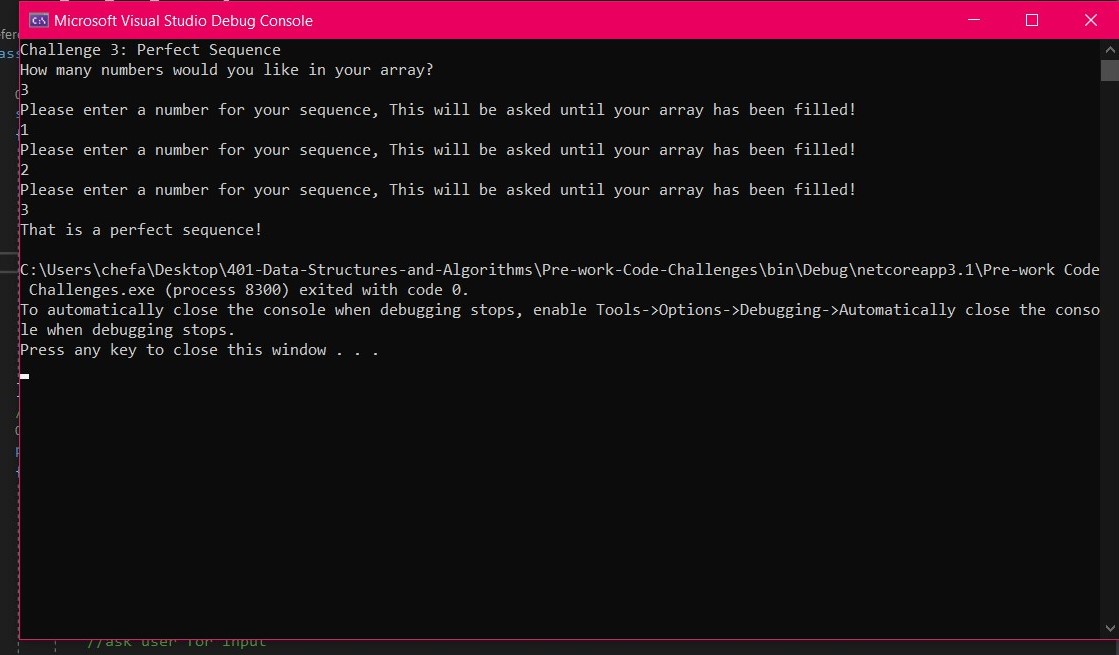 Microsoft Visual Studio Debug Console
Challenge 3: Perfect Sequence
How many numbers would you like in your array?
3
Please enter a number for your sequence, This will be asked until your array has been filled!
1
Please enter a number for your sequence, This will be asked until your array has been filled!
2
Please enter a number for your sequence, This will be asked until your array has been filled!
3
That is a perfect sequence!
C:\Users\chefa\Desktop\401-Data-Structures-and-Algorithms\Pre-work-Code-Challenges\bin\Debug\netcoreapp3.1\Pre-work Code
Challenges.exe (process 8300) exited with code 0.
To automatically close the console when debugging stops, enable Tools->Options->Debugging->Automatically close the conso
le when debugging stops.
Press any key to close this window . . .
//ask user for input